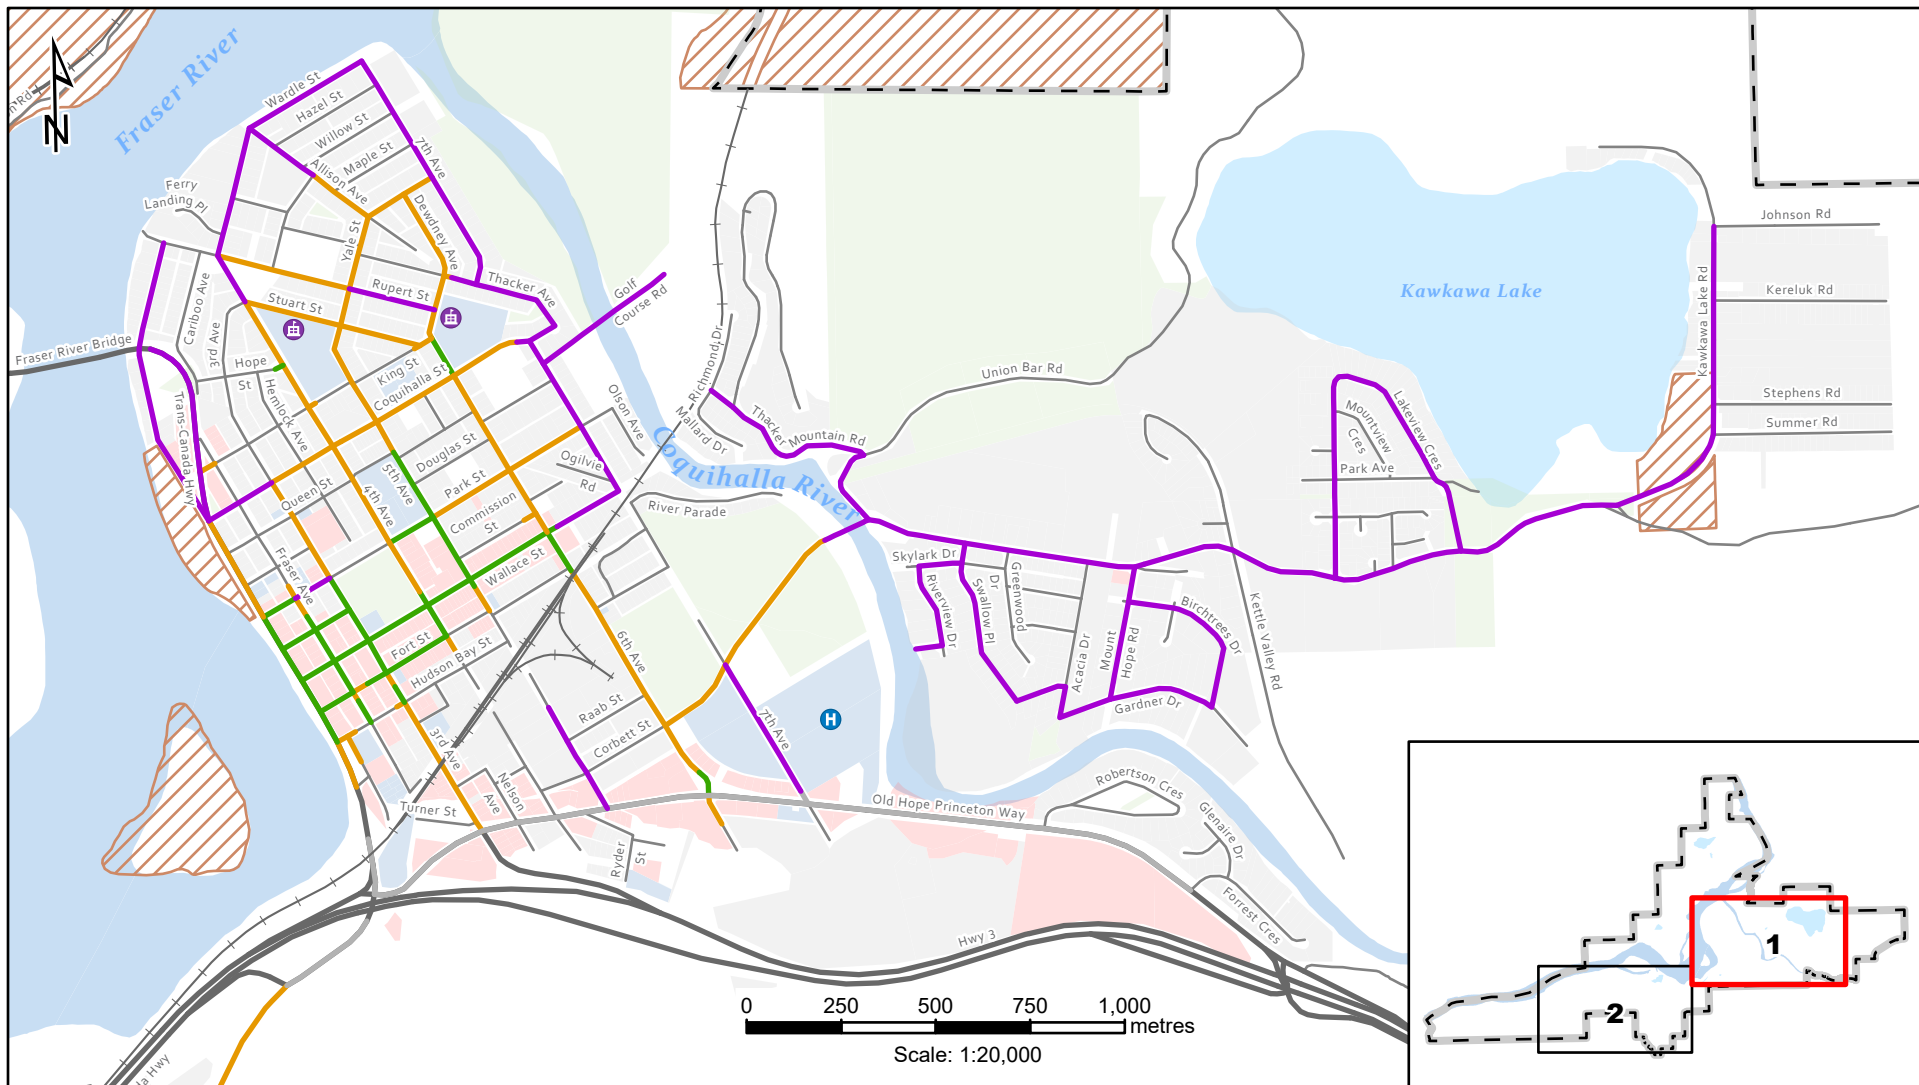 Fraser River
N
Rd
Wardle St
Hazel St
Willow St
Maple St
Allison Ave
7th Ave
Ferry
Landing Pl
Dewdney Ave
Yale St
Cariboo Ave
Stuart St
Rupert St
Thacker Ave
Golf
Course Rd
3rd Ave
Fraser River Bridge
Hope
St
Hemlock Ave
King St
Coquihalla St
Trans-Canada Hwy
Queen St
4th Ave
5th Ave
Douglas St
Park St
Commission
St
Ogilvie
Rd
Olson Ave
Wallace St
Fraser Ave
Fort St
Hudson Bay St
6th Ave
Raab St
Corbett St
3rd Ave
Nelson
Ave
Turner St
Ryder
St
7th Ave
H
Richmond Dr
Mallard Dr
Thacker
Mountain Rd
Coquihalla River
River Parade
Union Bar Rd
Kawkawa Lake
Johnson Rd
Kawkawa Lake Rd
Kereluk Rd
Stephens Rd
Summer Rd
Lakeview Cres
Mountview
Cres
Park Ave
Skylark Dr
Riverview Dr
Swallow Pl
Greenwood
Dr
Acacia Dr
Mount
Hope Rd
Birchtrees Dr
Gardner Dr
Kettle Valley Rd
Robertson Cres
Glenaire Dr
Forrest Cres
Old Hope Princeton Way
Hwy 3
Hwy
0 250 500 750 1,000
metres
Scale: 1:20,000
1
2